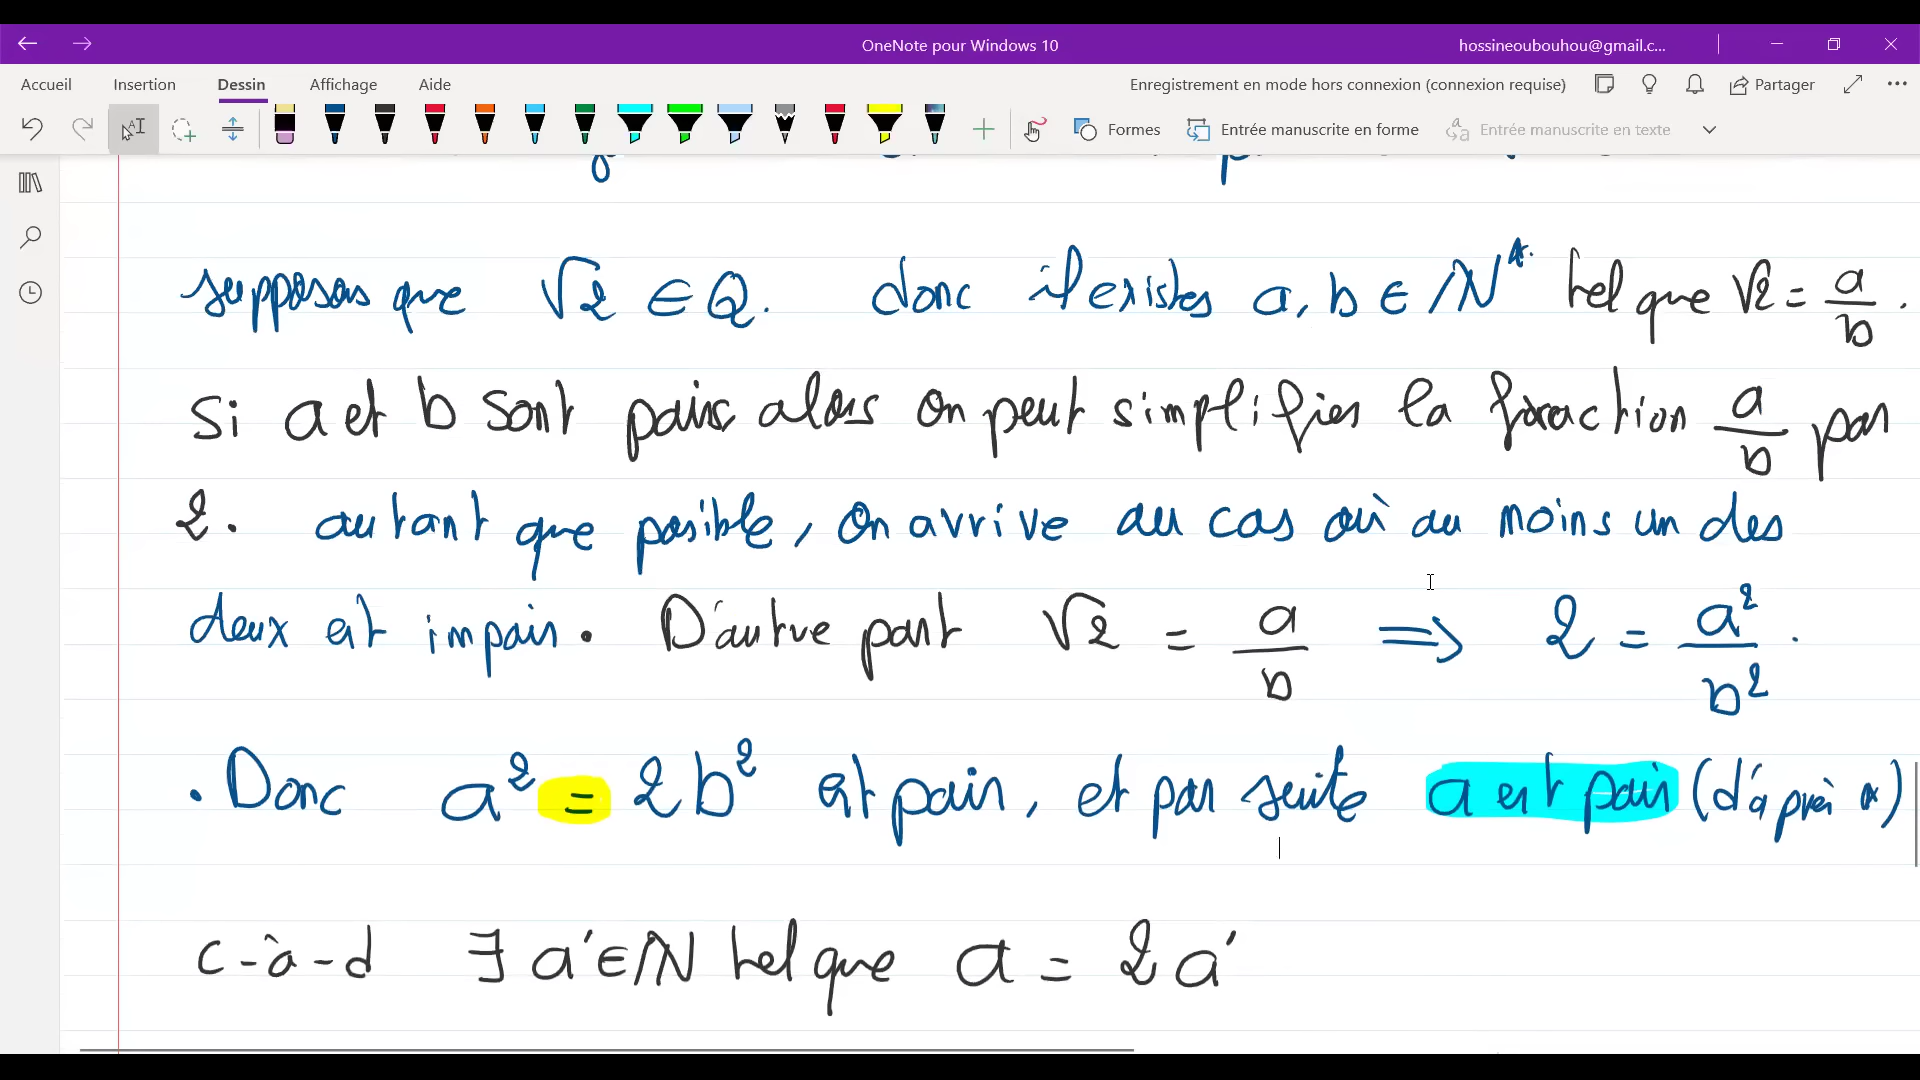 OneNote pour Windows 10
hossineoubouhou@gmail.c...
Accueil Insertion Dessin Affichage Aide
Enregistrement en mode hors connexion (connexion requise) Partager
Formes Entrée manuscrite en forme Entrée manuscrite en texte
supposons que √2 ∈ Q. donc il existes a, b ∈ ℕ* tel que √2 = a/b.
Si a et b sont pairs alors on peut simplifier la fraction a/b par
2. autant que posible, on arrive au cas où au moins un des
deux est impair. D'autre part √2 = a/b ⇒ 2 = a²/b².
• Donc a² = 2b² est pair, et par suite a est pair (d'après *)
c-à-d ∃ a' ∈ ℕ tel que a = 2a'